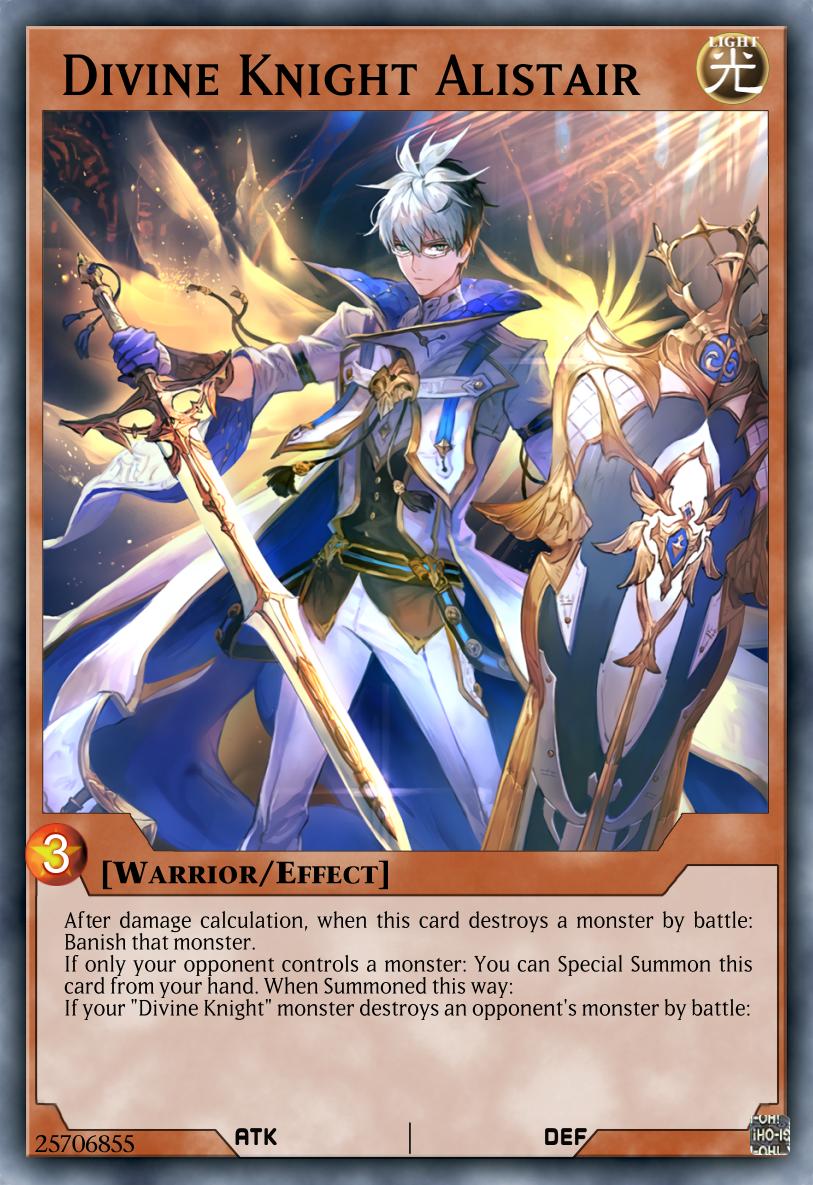 DIVINE KNIGHT ALISTAIR
LIGHT
光
3
[WARRIOR/EFFECT]
After damage calculation, when this card destroys a monster by battle:
Banish that monster.
If only your opponent controls a monster: You can Special Summon this
card from your hand. When Summoned this way:
If your "Divine Knight" monster destroys an opponent's monster by battle:
ATK
DEF
25706855